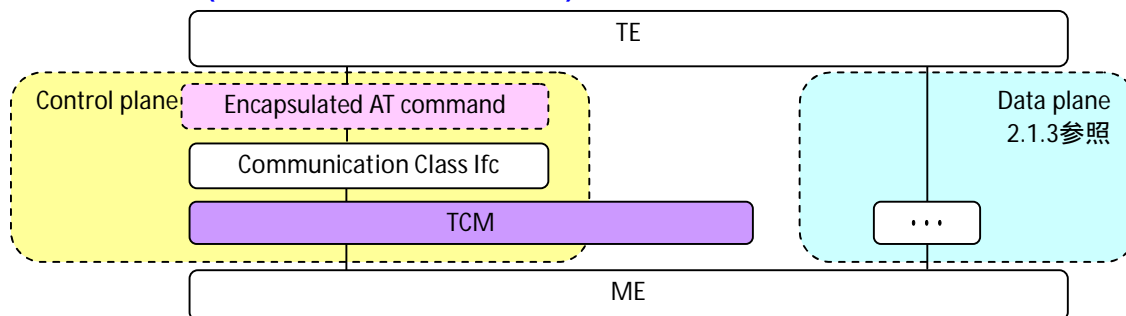 TE
Control plane
Encapsulated AT command
Data plane
2.1.3参照
Communication Class Ifc
TCM
･･･
ME